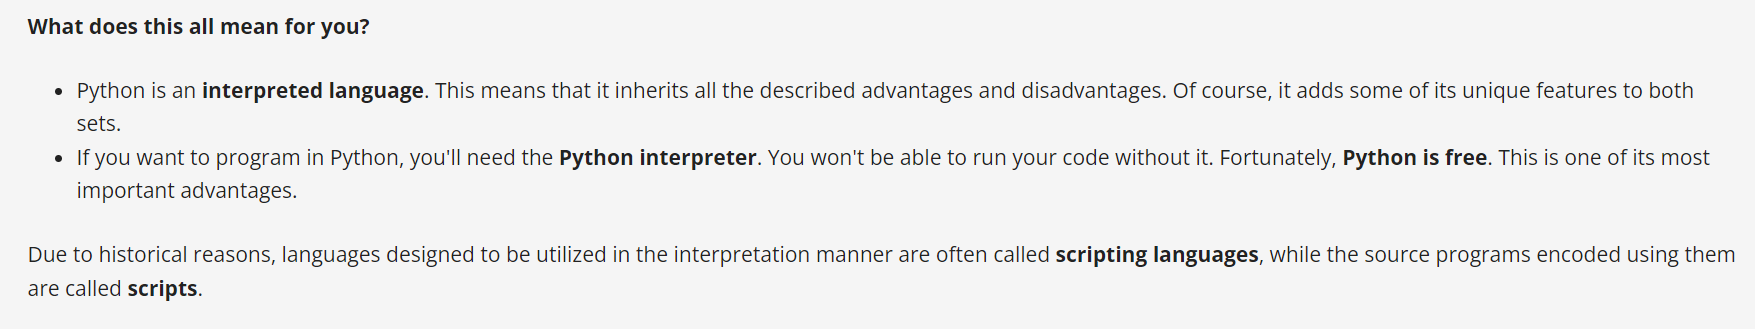 What does this all mean for you?
• Python is an interpreted language. This means that it inherits all the described advantages and disadvantages. Of course, it adds some of its unique features to both
sets.
• If you want to program in Python, you'll need the Python interpreter. You won't be able to run your code without it. Fortunately, Python is free. This is one of its most
important advantages.
Due to historical reasons, languages designed to be utilized in the interpretation manner are often called scripting languages, while the source programs encoded using them
are called scripts.